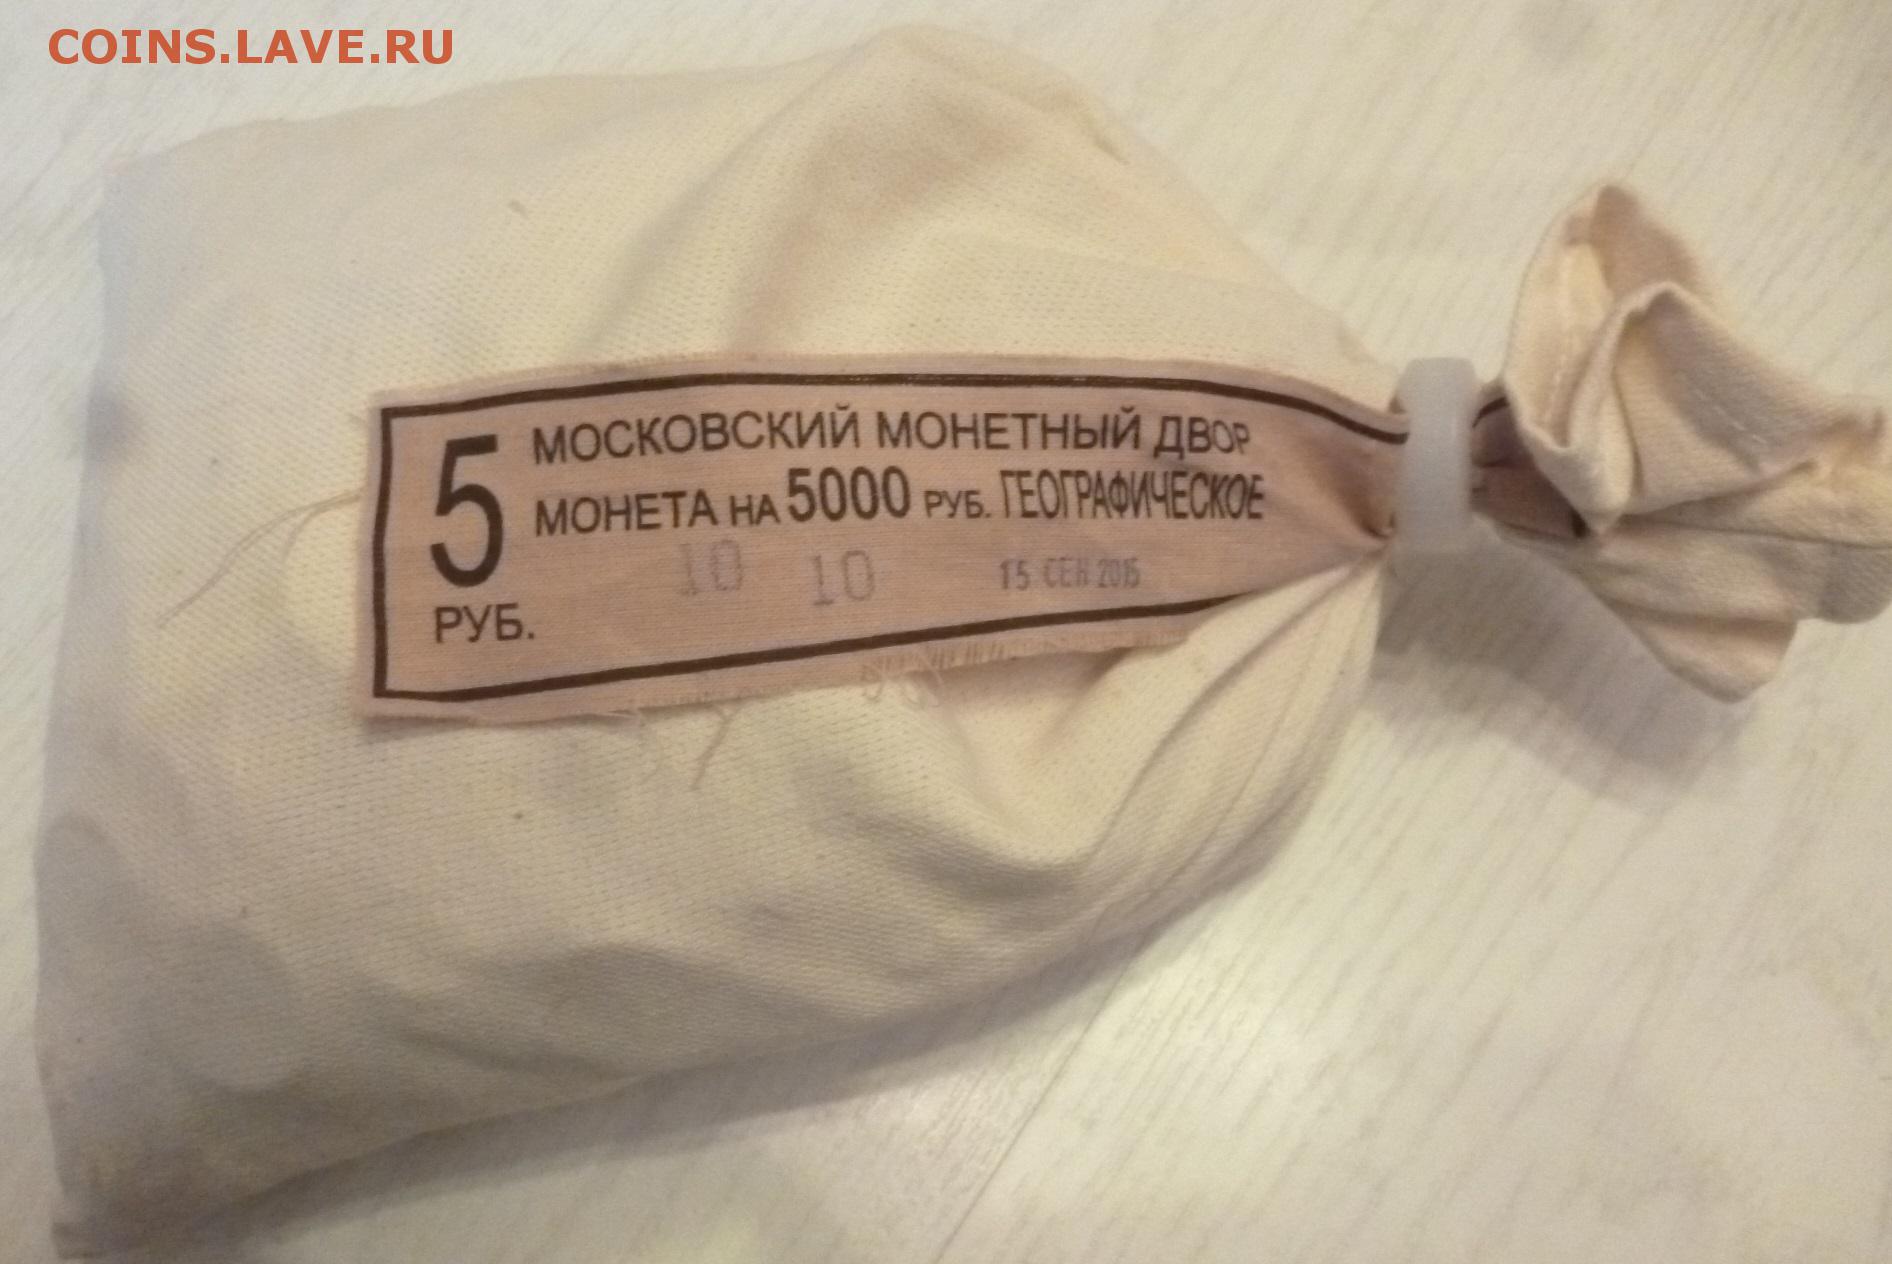 COINS.LAVE.RU
5 РУБ.
МОСКОВСКИЙ МОНЕТНЫЙ ДВОР
МОНЕТА НА 5000 РУБ. ГЕОГРАФИЧЕСКОЕ
10 10 15 СЕН 2015